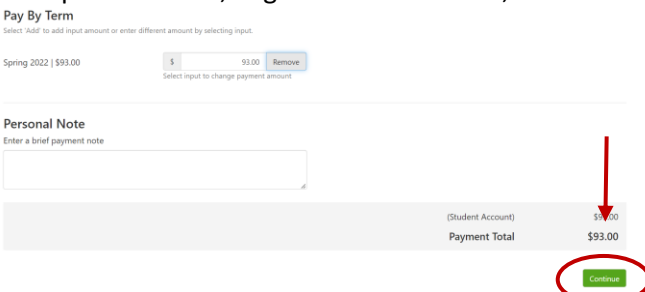 Pay By Term
Select 'Add' to add input amount or enter different amount by selecting input.
Spring 2022 | $93.00 $ 93.00 Remove
Select input to change payment amount
Personal Note
Enter a brief payment note
(Student Account)
Payment Total $93.00
Continue